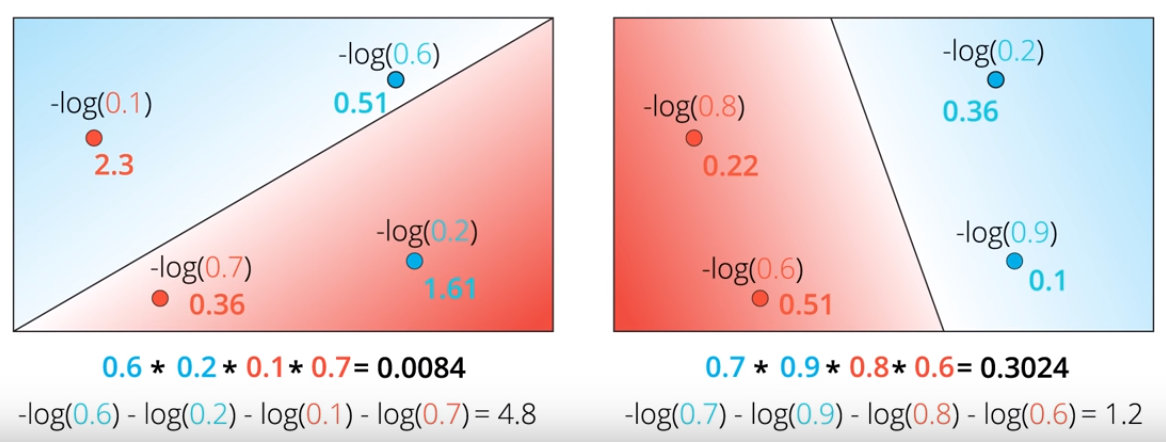 -log(0.6)
0.51
-log(0.1)
2.3
-log(0.2)
1.61
-log(0.7)
0.36
0.6 * 0.2 * 0.1 * 0.7 = 0.0084
-log(0.6) - log(0.2) - log(0.1) - log(0.7) = 4.8
-log(0.2)
0.36
-log(0.8)
0.22
-log(0.9)
0.1
-log(0.6)
0.51
0.7 * 0.9 * 0.8 * 0.6 = 0.3024
-log(0.7) - log(0.9) - log(0.8) - log(0.6) = 1.2